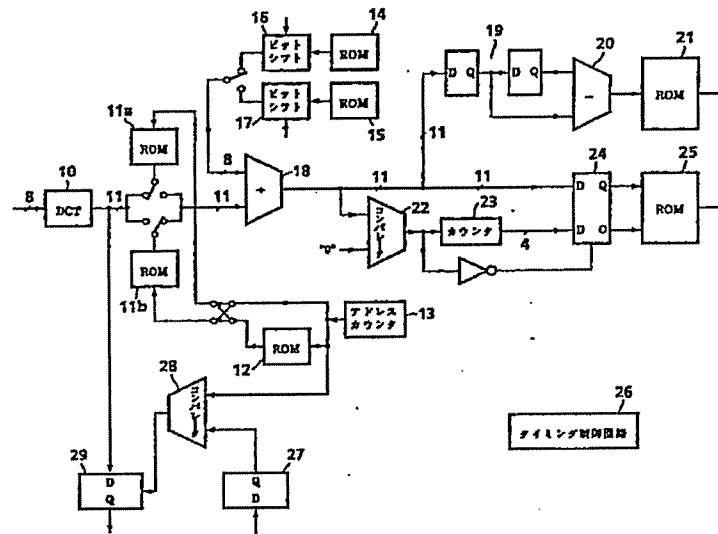 16
ビット
シフト
ROM
14
ビット
シフト
17
ROM
15
D Q
19
D Q
20
−
21
ROM
11
11a
ROM
8
18
÷
8
10
DCT
11
11
11
11
24
D Q
D Q
25
ROM
ROM
11b
コンパレータ
22
"0"
23
カウンタ
4
アドレス
カウンタ
13
12
ROM
28
コンパレータ
26
タイミング制御回路
29
D
Q
27
Q
D